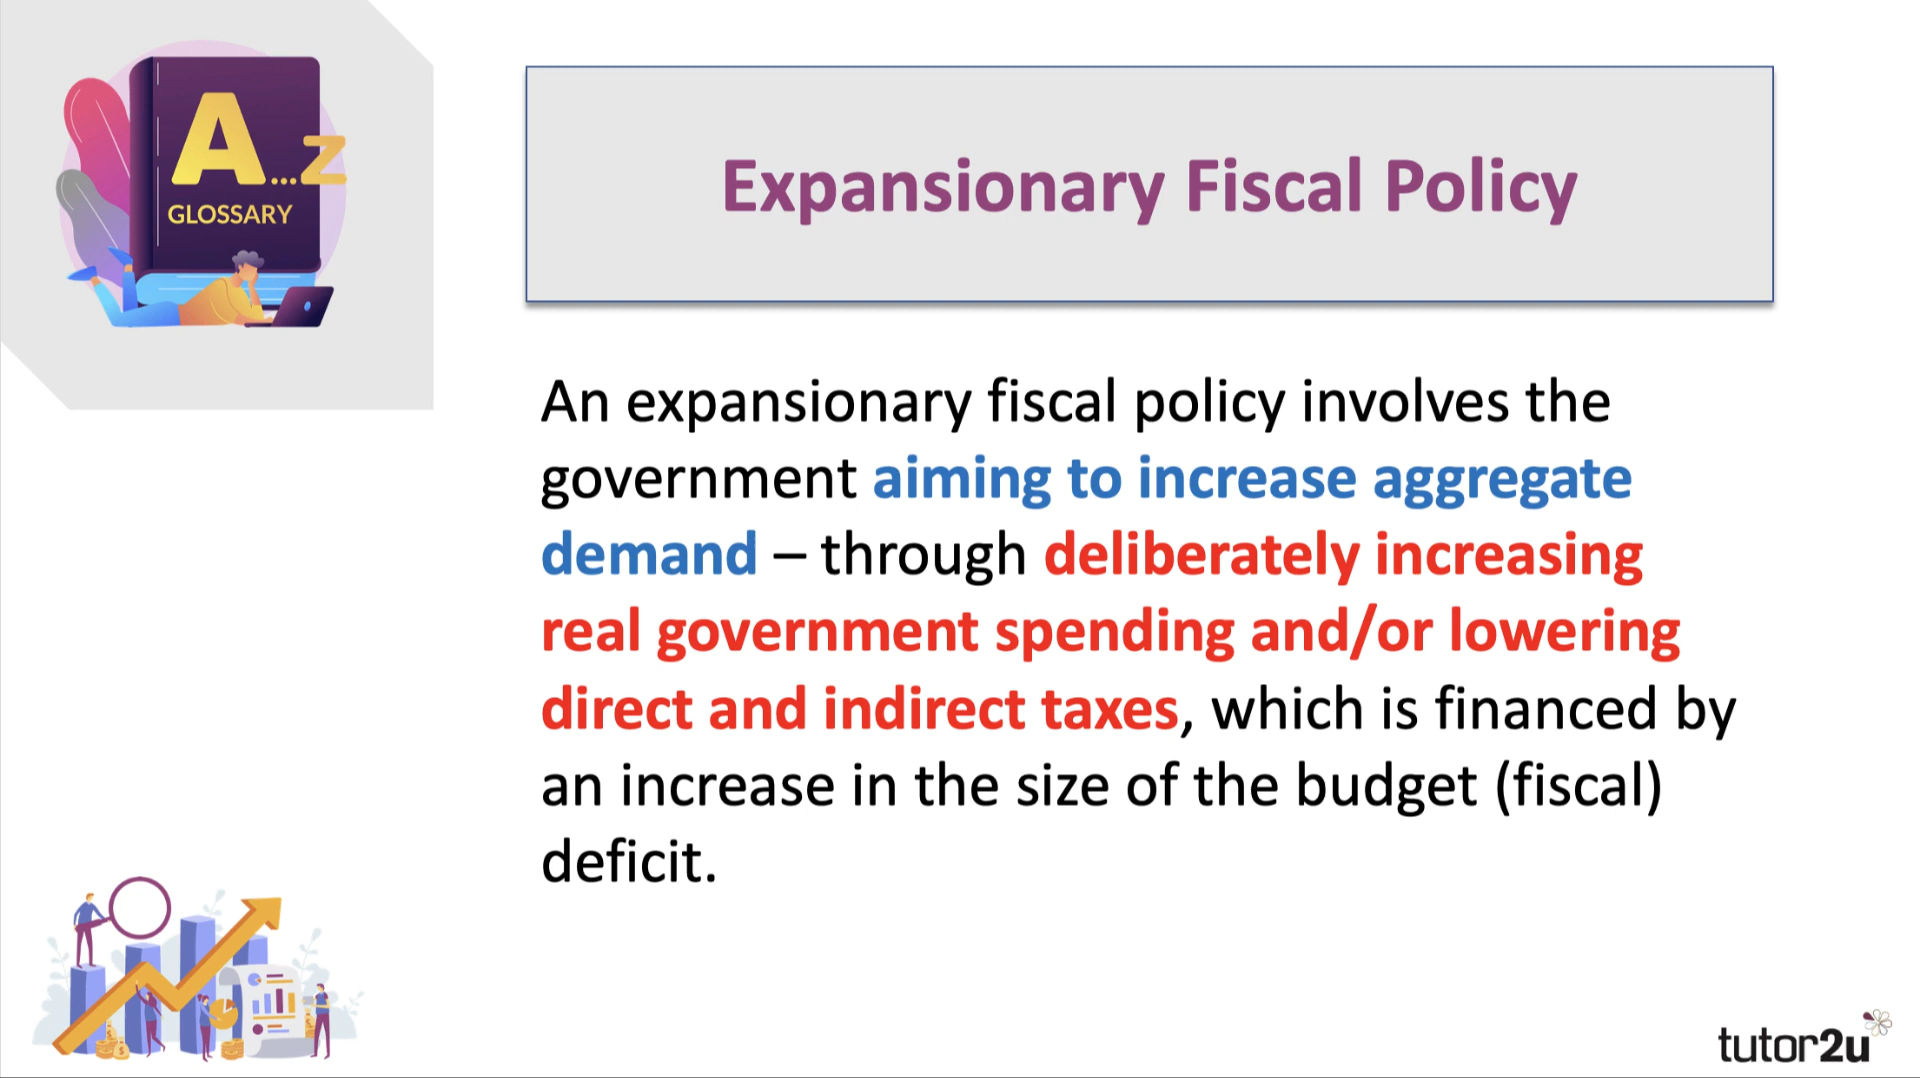 A...Z
GLOSSARY
Expansionary Fiscal Policy
An expansionary fiscal policy involves the
government aiming to increase aggregate
demand – through deliberately increasing
real government spending and/or lowering
direct and indirect taxes, which is financed by
an increase in the size of the budget (fiscal)
deficit.
$
tutor2u